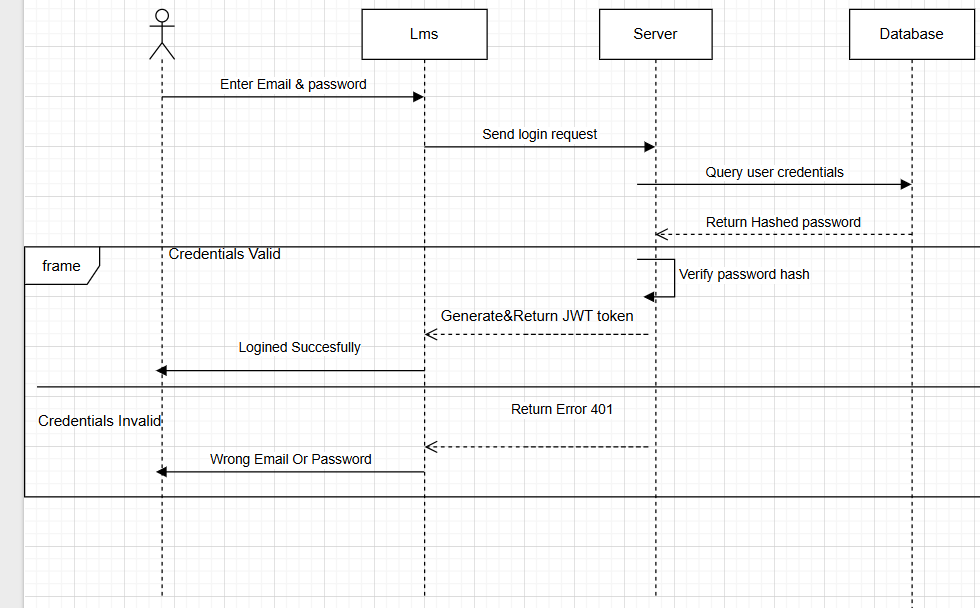 Lms
Server
Database
Enter Email & password
Send login request
Query user credentials
Return Hashed password
Credentials Valid
frame
Verify password hash
Generate&Return JWT token
Logined Succesfully
Return Error 401
Credentials Invalid
Wrong Email Or Password